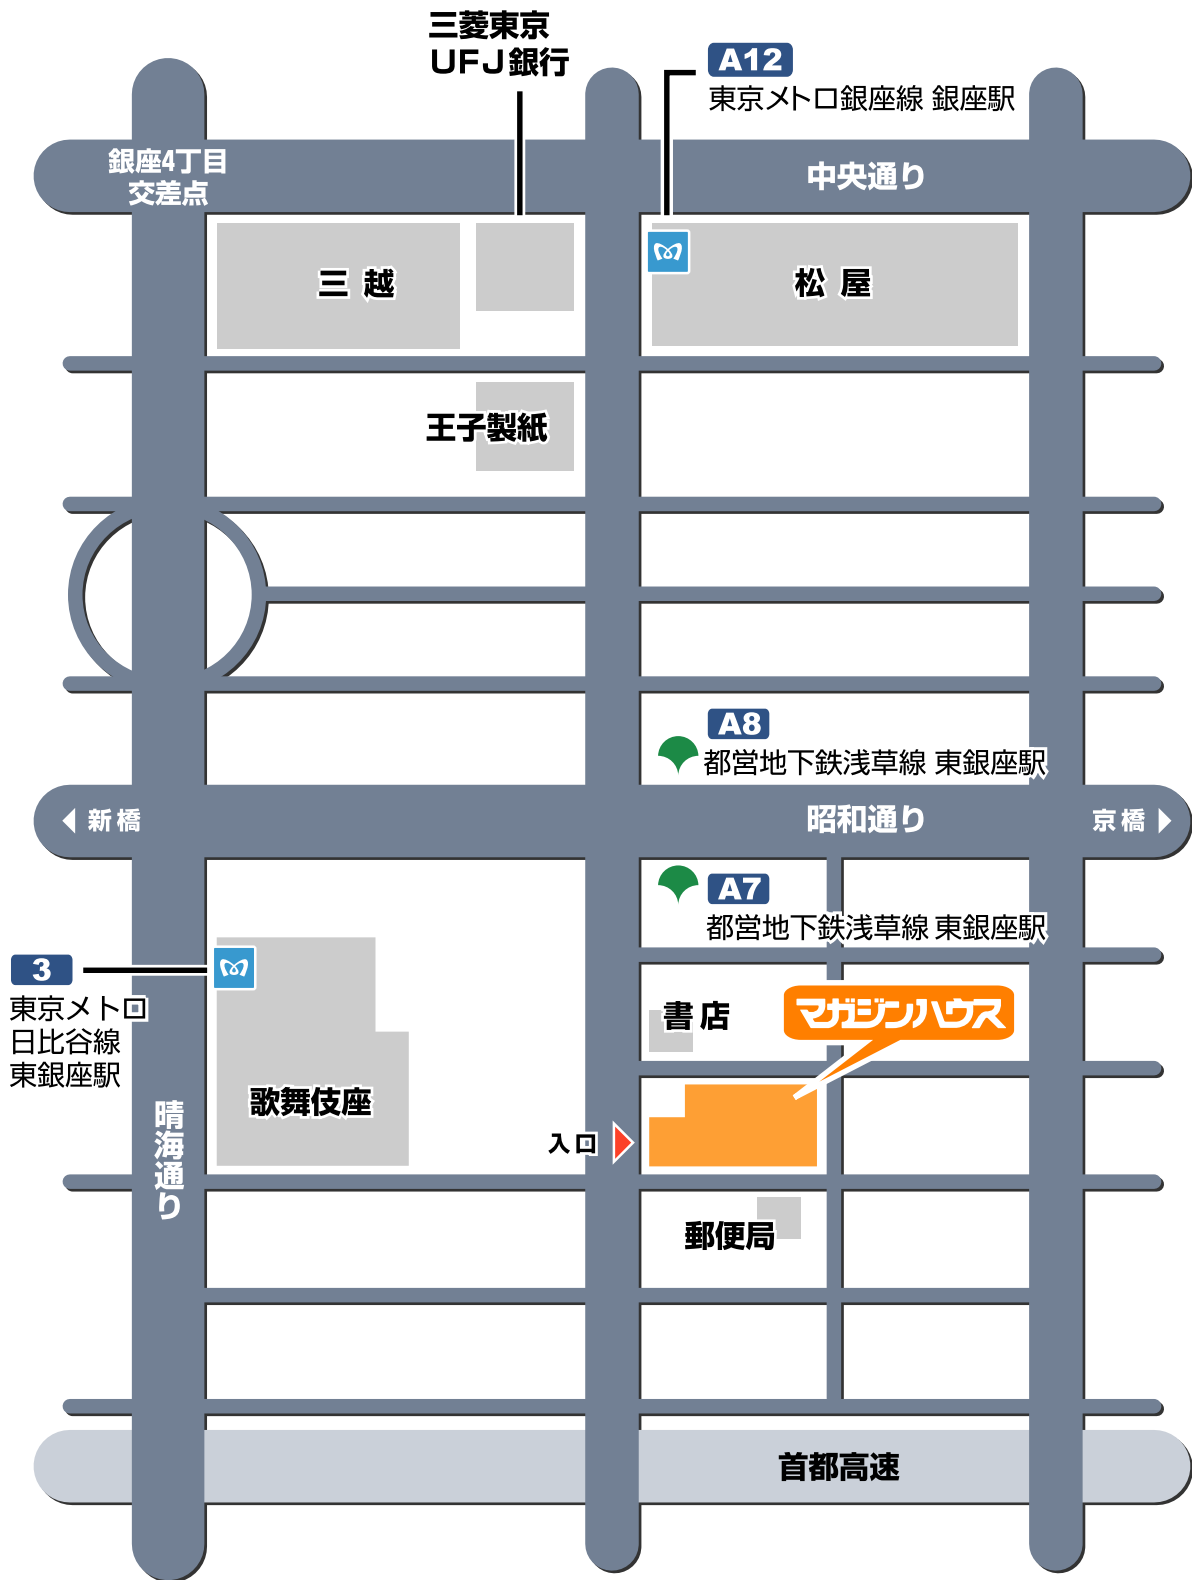 三菱東京
UFJ銀行
A12
東京メトロ銀座線 銀座駅
銀座4丁目
交差点
中央通り
三越
松屋
王子製紙
A8
都営地下鉄浅草線 東銀座駅
新橋
昭和通り
京橋
A7
都営地下鉄浅草線 東銀座駅
3
東京メトロ
日比谷線
東銀座駅
書店
マガジンハウス
歌舞伎座
晴海通り
入口
郵便局
首都高速